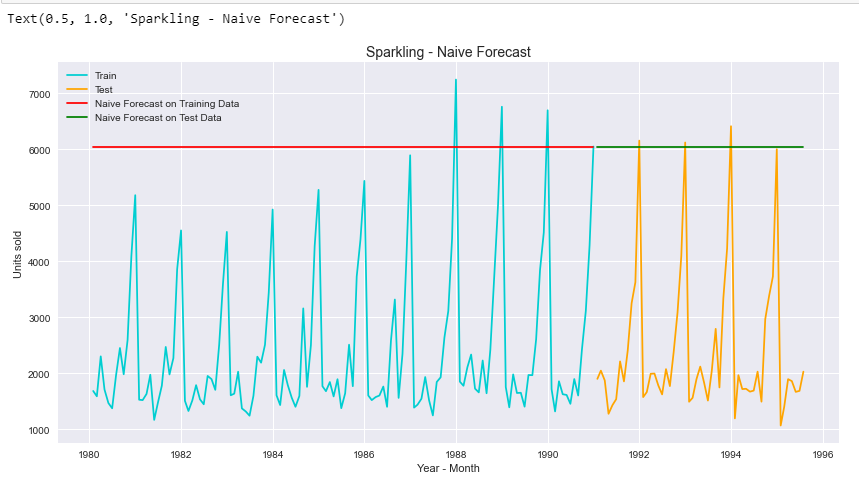 Text(0.5, 1.0, 'Sparkling - Naive Forecast')
Sparkling - Naive Forecast
Train
Test
Naive Forecast on Training Data
Naive Forecast on Test Data
7000
6000
5000
4000
3000
2000
1000
Units sold
1980 1982 1984 1986 1988 1990 1992 1994 1996
Year - Month